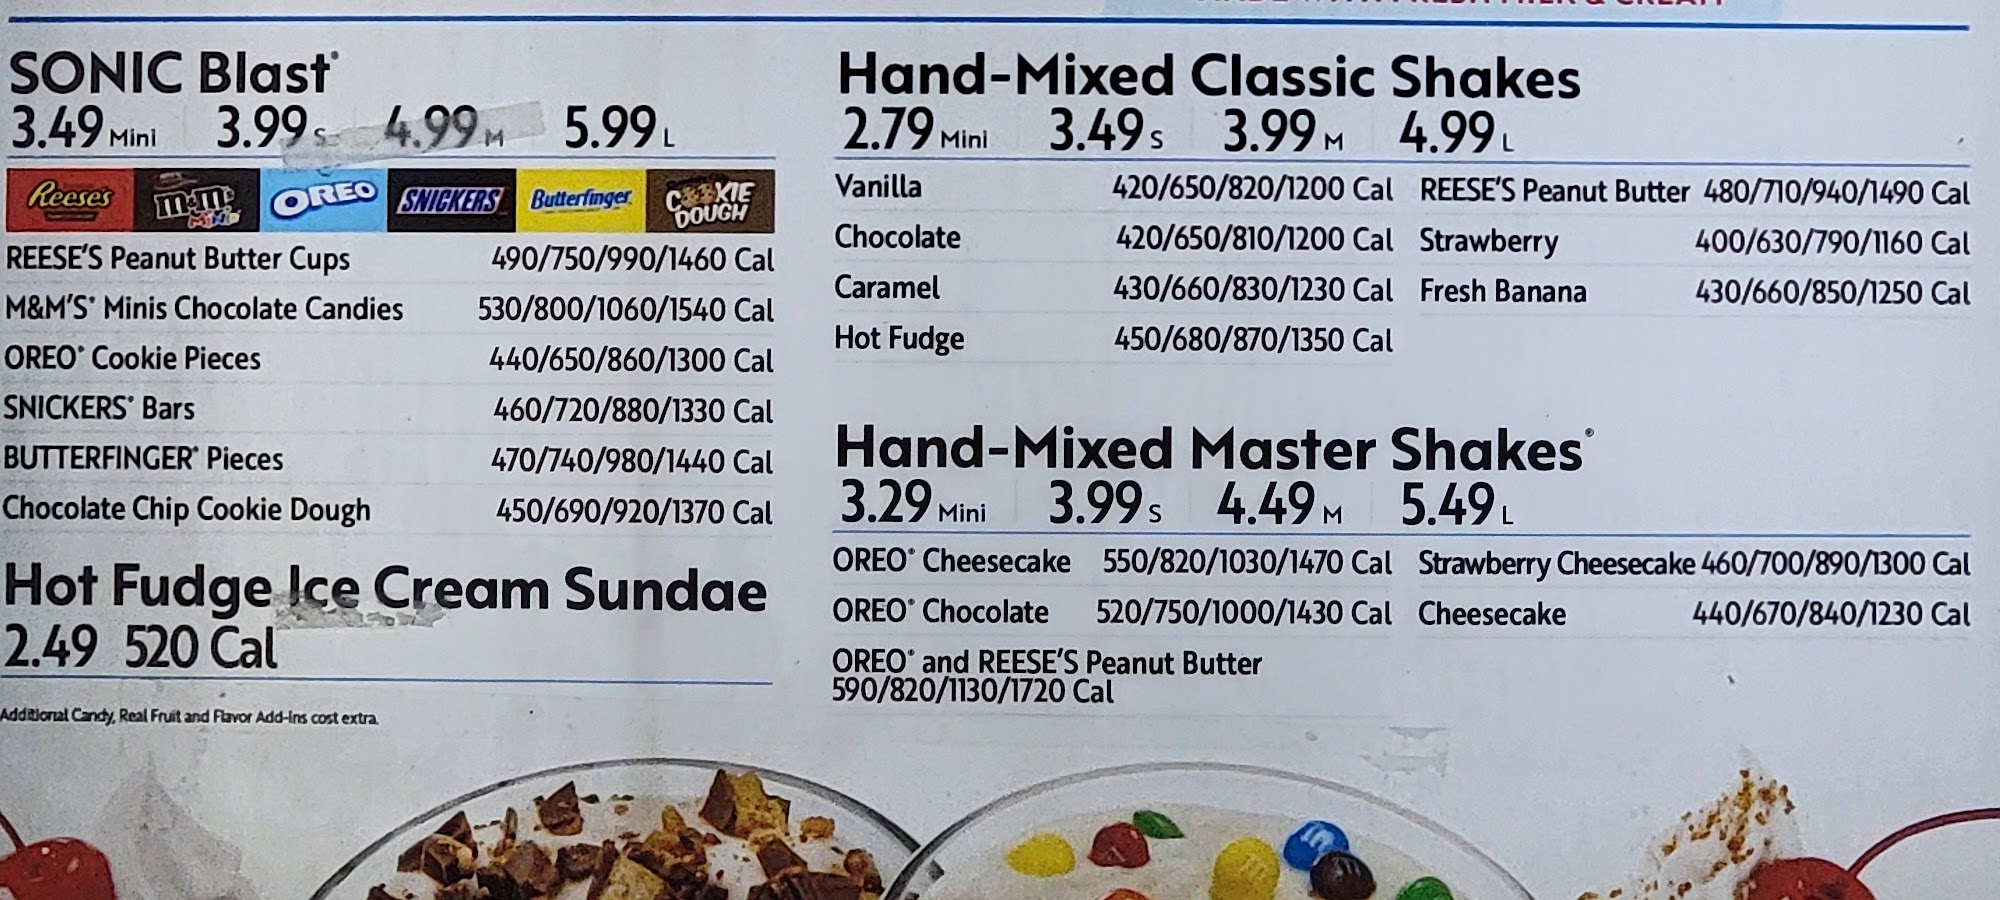 SONIC Blast®
3.49 Mini 3.99 S 4.99 M 5.99 L
Reese's m&m's MINIS OREO SNICKERS Butterfinger COOKIE DOUGH
REESE'S Peanut Butter Cups 490/750/990/1460 Cal
M&M'S® Minis Chocolate Candies 530/800/1060/1540 Cal
OREO® Cookie Pieces 440/650/860/1300 Cal
SNICKERS® Bars 460/720/880/1330 Cal
BUTTERFINGER® Pieces 470/740/980/1440 Cal
Chocolate Chip Cookie Dough 450/690/920/1370 Cal
Hot Fudge Ice Cream Sundae
2.49 520 Cal
Additional Candy, Real Fruit and Flavor Add-Ins cost extra.
Hand-Mixed Classic Shakes
2.79 Mini 3.49 S 3.99 M 4.99 L
Vanilla 420/650/820/1200 Cal
Chocolate 420/650/810/1200 Cal
Caramel 430/660/830/1230 Cal
Hot Fudge 450/680/870/1350 Cal
REESE'S Peanut Butter 480/710/940/1490 Cal
Strawberry 400/630/790/1160 Cal
Fresh Banana 430/660/850/1250 Cal
Hand-Mixed Master Shakes®
3.29 Mini 3.99 S 4.49 M 5.49 L
OREO® Cheesecake 550/820/1030/1470 Cal
OREO® Chocolate 520/750/1000/1430 Cal
OREO® and REESE'S Peanut Butter
590/820/1130/1720 Cal
Strawberry Cheesecake 460/700/890/1300 Cal
Cheesecake 440/670/840/1230 Cal